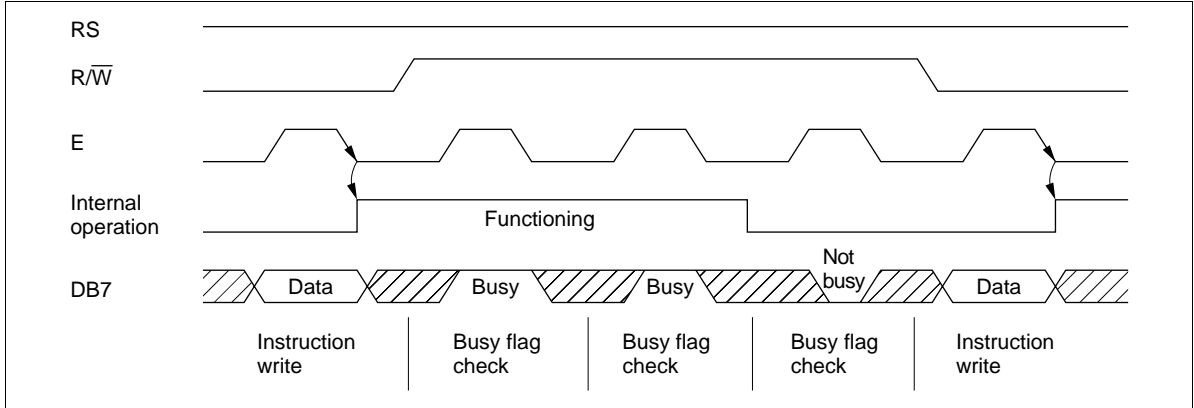 RS
R/W̅
E
Internal
operation
Functioning
DB7
Data
Busy
Busy
Not
busy
Data
Instruction
write
Busy flag
check
Busy flag
check
Busy flag
check
Instruction
write